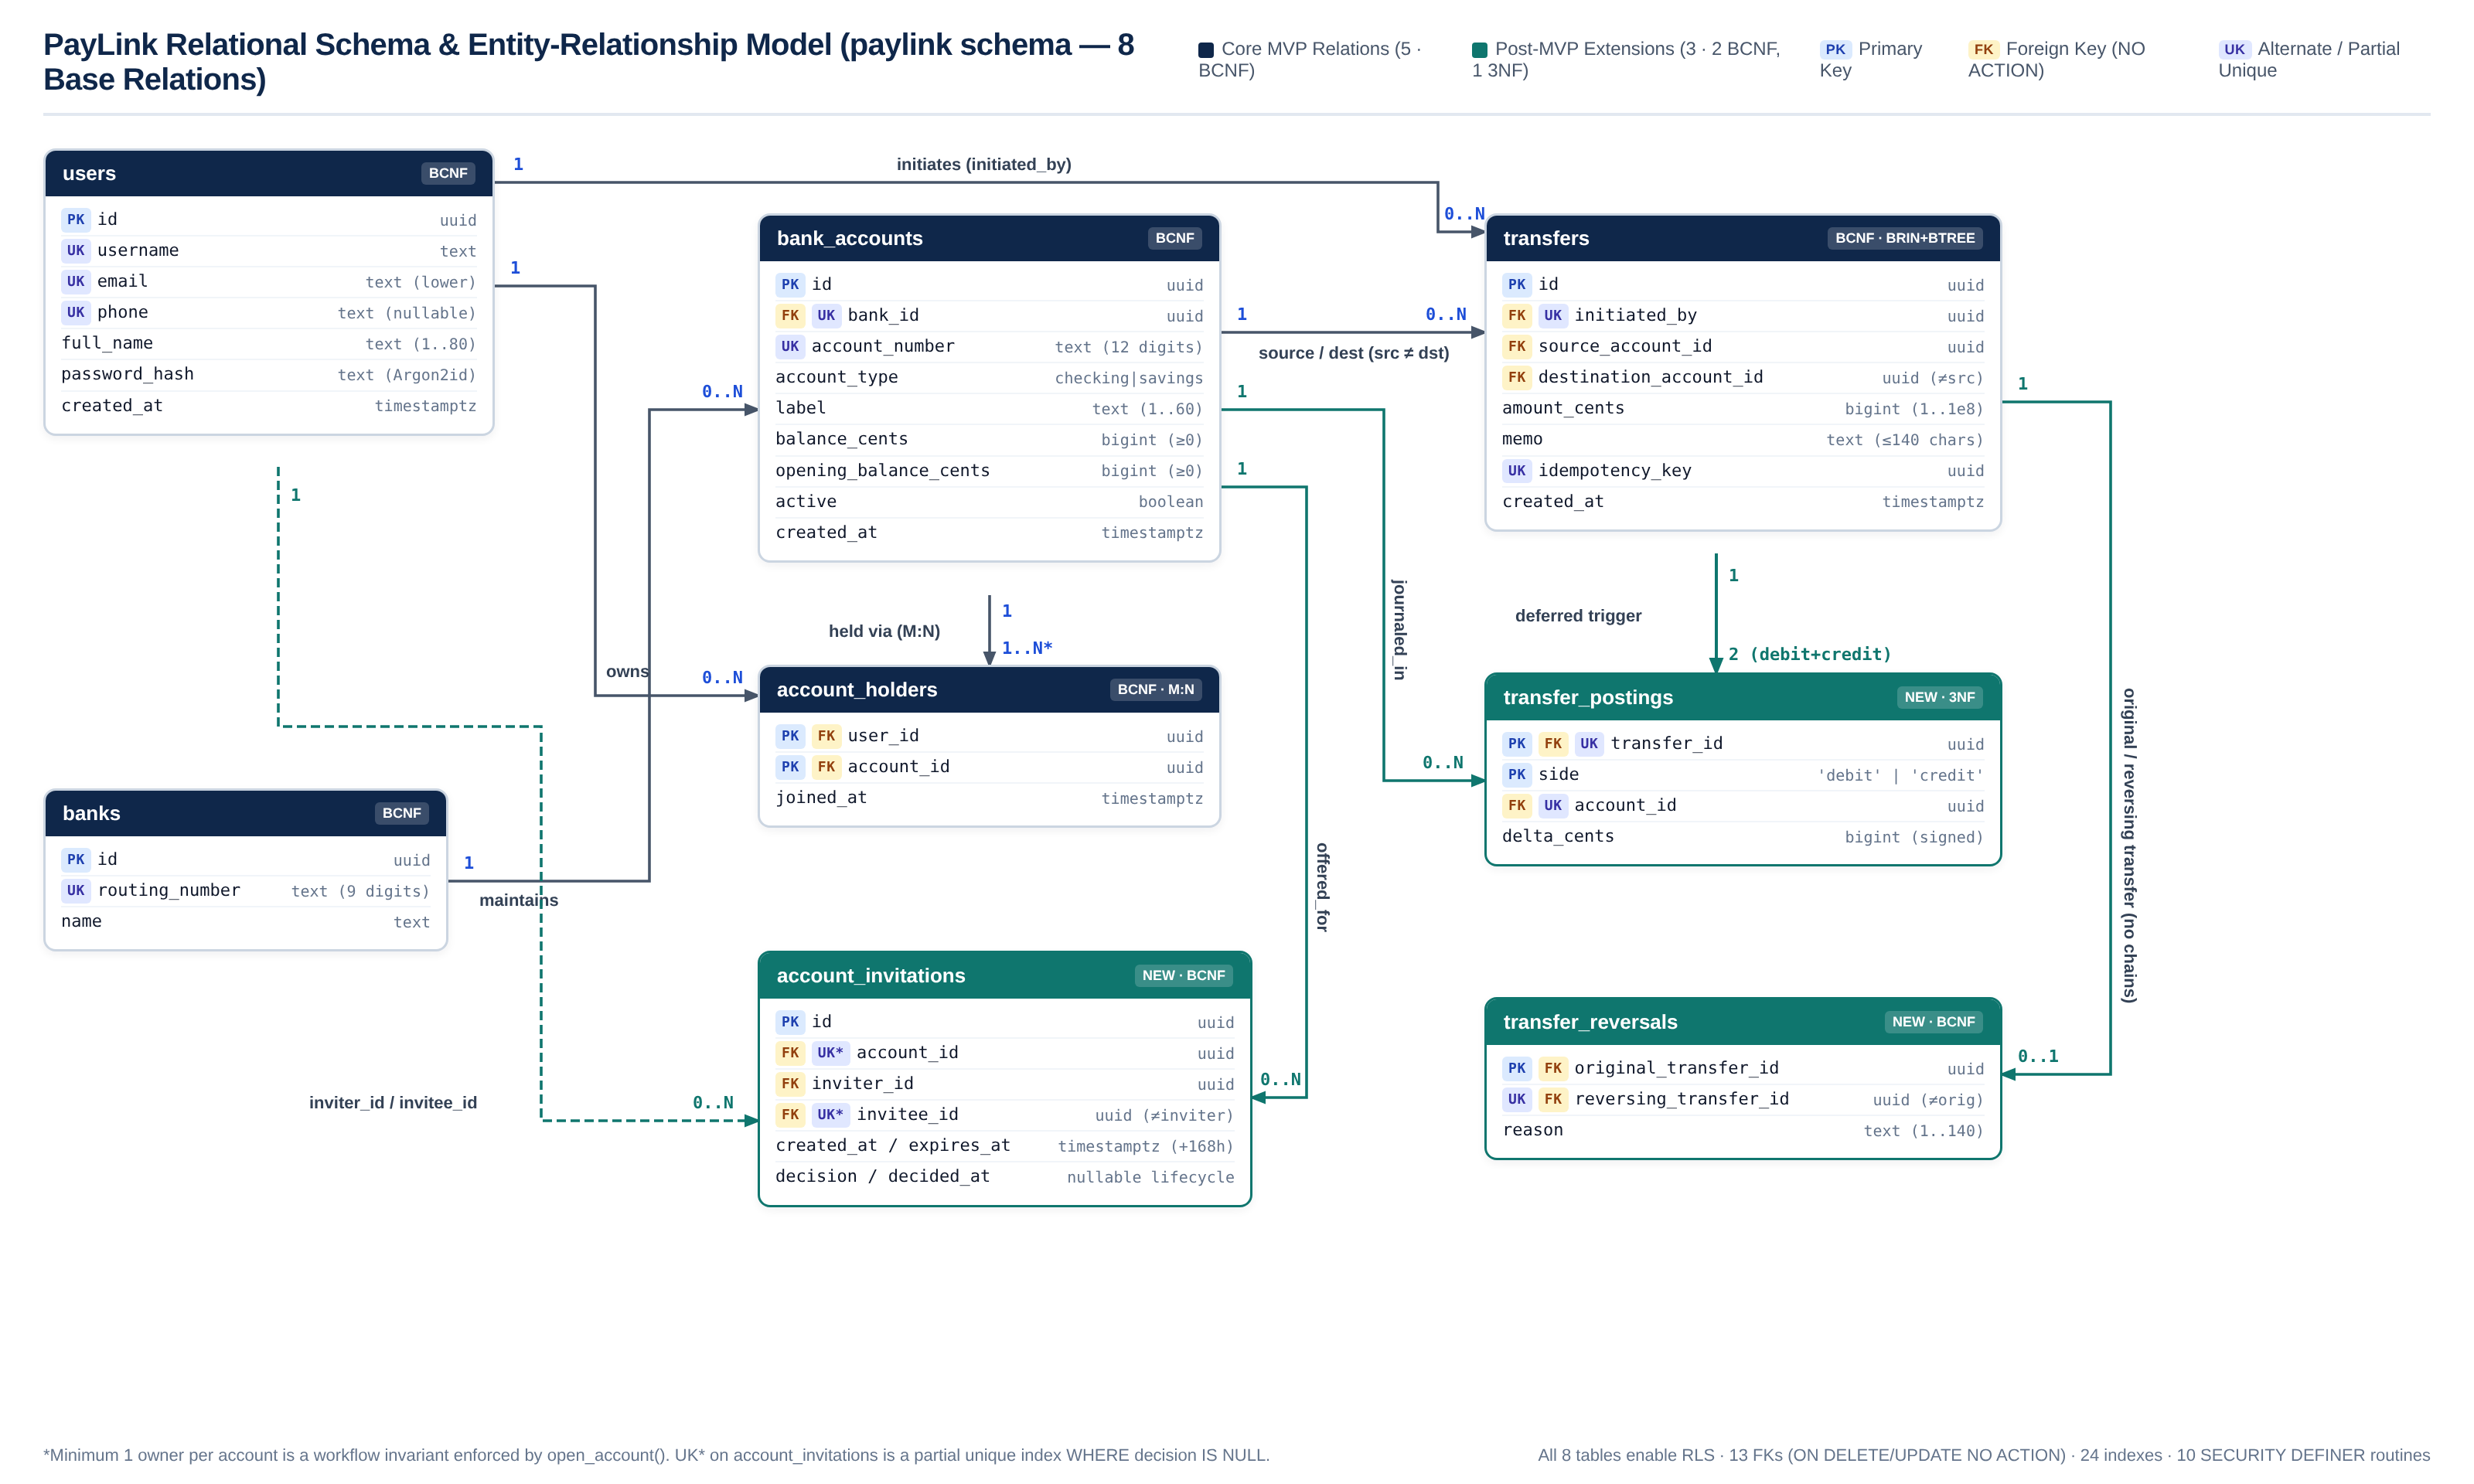 PayLink Relational Schema & Entity-Relationship Model (paylink schema — 8
Base Relations)
Core MVP Relations (5 ·
BCNF)
Post-MVP Extensions (3 · 2 BCNF,
1 3NF)
PK Primary
Key
FK Foreign Key (NO
ACTION)
UK Alternate / Partial
Unique
users BCNF
PK id uuid
UK username text
UK email text (lower)
UK phone text (nullable)
full_name text (1..80)
password_hash text (Argon2id)
created_at timestamptz
1
initiates (initiated_by)
0..N
1
owns
0..N
1
inviter_id / invitee_id
0..N
banks BCNF
PK id uuid
UK routing_number text (9 digits)
name text
1
maintains
0..N
bank_accounts BCNF
PK id uuid
FK UK bank_id uuid
UK account_number text (12 digits)
account_type checking|savings
label text (1..60)
balance_cents bigint (≥0)
opening_balance_cents bigint (≥0)
active boolean
created_at timestamptz
1
0..N
source / dest (src ≠ dst)
1
journaled_in
0..N
1
offered_for
0..N
held via (M:N)
1
1..N*
account_holders BCNF · M:N
PK FK user_id uuid
PK FK account_id uuid
joined_at timestamptz
account_invitations NEW · BCNF
PK id uuid
FK UK* account_id uuid
FK inviter_id uuid
FK UK* invitee_id uuid (≠inviter)
created_at / expires_at timestamptz (+168h)
decision / decided_at nullable lifecycle
transfers BCNF · BRIN+BTREE
PK id uuid
FK UK initiated_by uuid
FK source_account_id uuid
FK destination_account_id uuid (≠src)
amount_cents bigint (1..1e8)
memo text (≤140 chars)
UK idempotency_key uuid
created_at timestamptz
1
deferred trigger
2 (debit+credit)
1
original / reversing transfer (no chains)
0..1
transfer_postings NEW · 3NF
PK FK UK transfer_id uuid
PK side 'debit' | 'credit'
FK UK account_id uuid
delta_cents bigint (signed)
transfer_reversals NEW · BCNF
PK FK original_transfer_id uuid
UK FK reversing_transfer_id uuid (≠orig)
reason text (1..140)
*Minimum 1 owner per account is a workflow invariant enforced by open_account(). UK* on account_invitations is a partial unique index WHERE decision IS NULL.
All 8 tables enable RLS · 13 FKs (ON DELETE/UPDATE NO ACTION) · 24 indexes · 10 SECURITY DEFINER routines